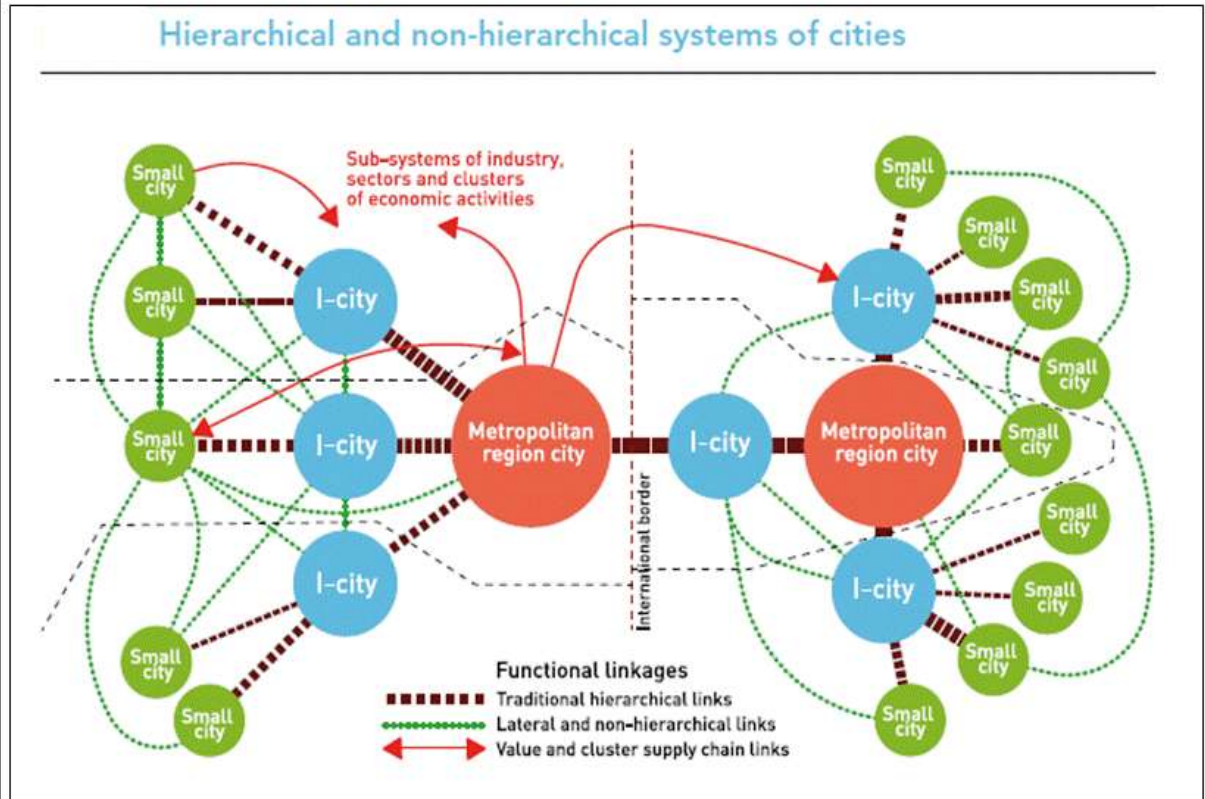 Hierarchical and non-hierarchical systems of cities
Sub-systems of industry,
sectors and clusters
of economic activities
Small
city
Small
city
Small
city
Small
city
Small
city
I-city
I-city
I-city
Metropolitan
region city
International border
I-city
I-city
Metropolitan
region city
I-city
Small
city
Small
city
Small
city
Small
city
Small
city
Small
city
Small
city
Small
city
Small
city
Functional linkages
Traditional hierarchical links
Lateral and non-hierarchical links
Value and cluster supply chain links